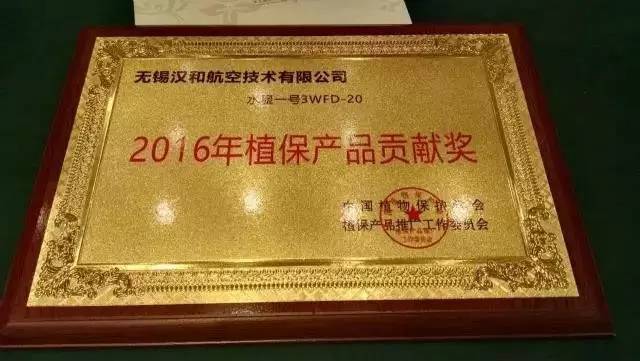 无锡汉和航空技术有限公司
水星一号3WFD-20
2016年植保产品贡献奖
中国植物保护学会
植保产品推广工作委员会